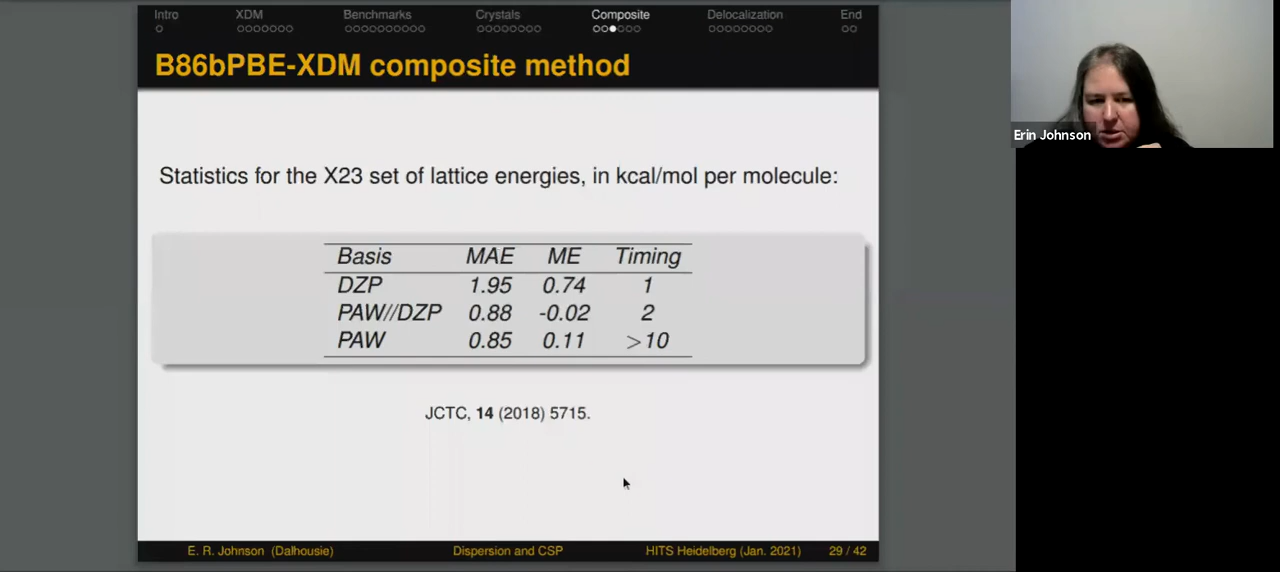 Intro XDM Benchmarks Crystals Composite Delocalization End
B86bPBE-XDM composite method
Erin Johnson
Statistics for the X23 set of lattice energies, in kcal/mol per molecule:
Basis MAE ME Timing
DZP 1.95 0.74 1
PAW//DZP 0.88 -0.02 2
PAW 0.85 0.11 >10
JCTC, 14 (2018) 5715.
E. R. Johnson (Dalhousie) Dispersion and CSP HITS Heidelberg (Jan. 2021) 29 / 42